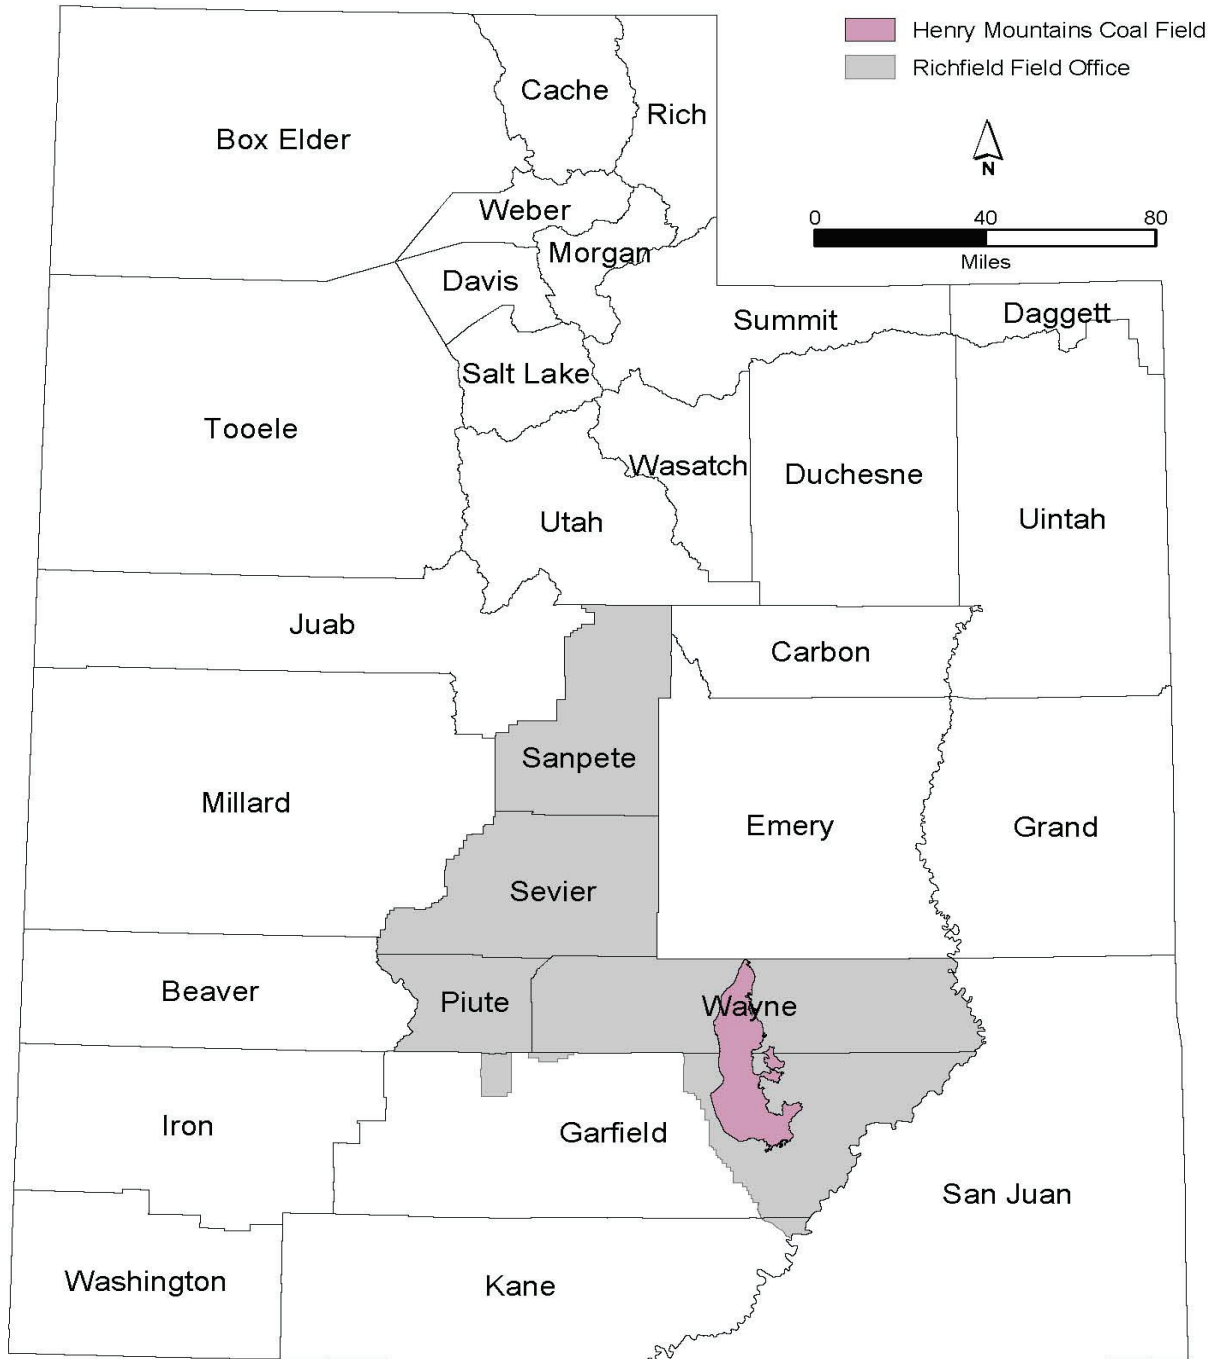 Henry Mountains Coal Field
Richfield Field Office
N
0 40 80
Miles
Cache
Rich
Box Elder
Weber
Morgan
Davis
Summit
Daggett
Salt Lake
Tooele
Wasatch
Duchesne
Utah
Uintah
Juab
Carbon
Sanpete
Millard
Emery
Grand
Sevier
Beaver
Piute
Wayne
Iron
Garfield
San Juan
Washington
Kane